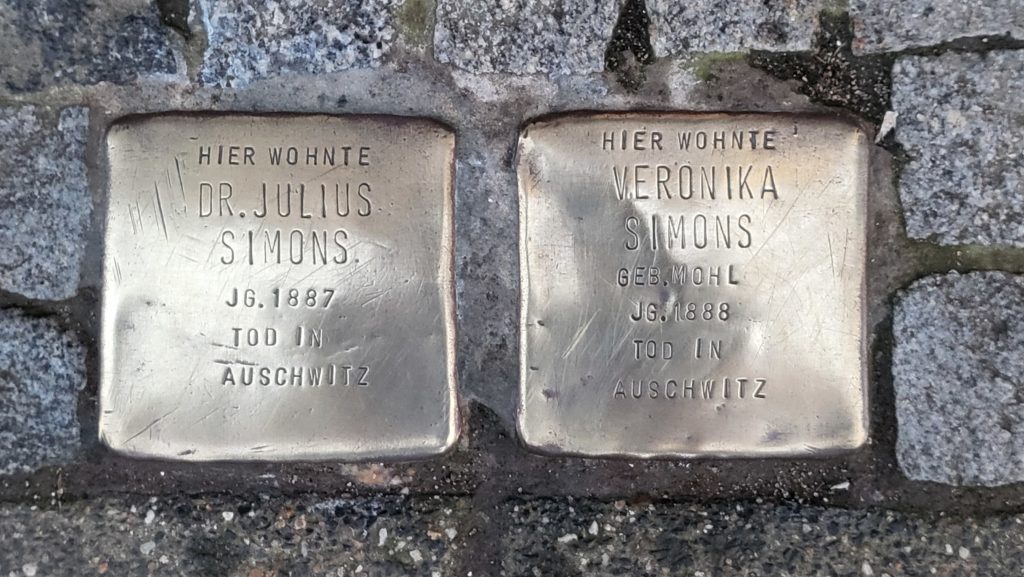 HIER WOHNTE
DR. JULIUS
SIMONS
JG. 1887
TOD IN
AUSCHWITZ
HIER WOHNTE
VERONIKA
SIMONS
GEB. MOHL
JG. 1888
TOD IN
AUSCHWITZ